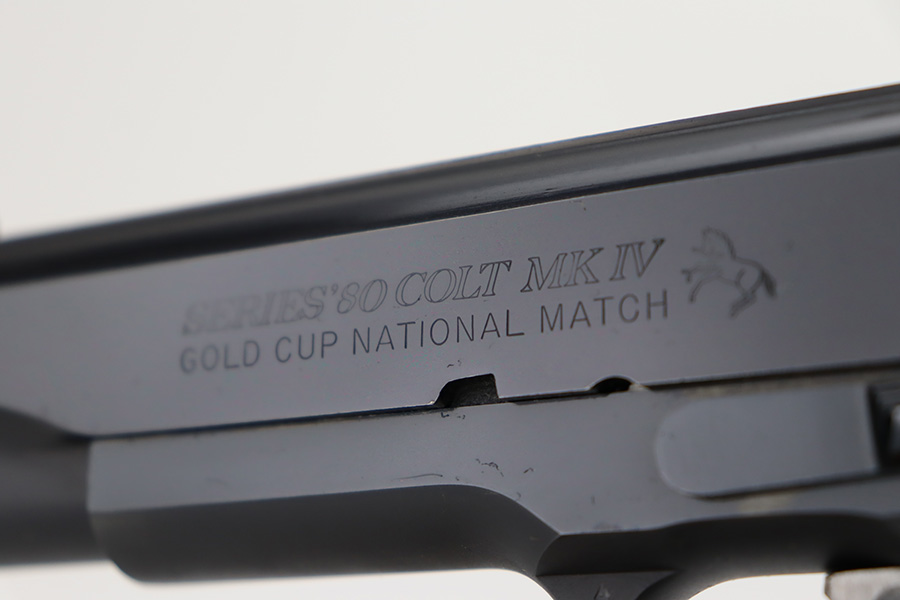 SERIES'80 COLT MK IV
GOLD CUP NATIONAL MATCH